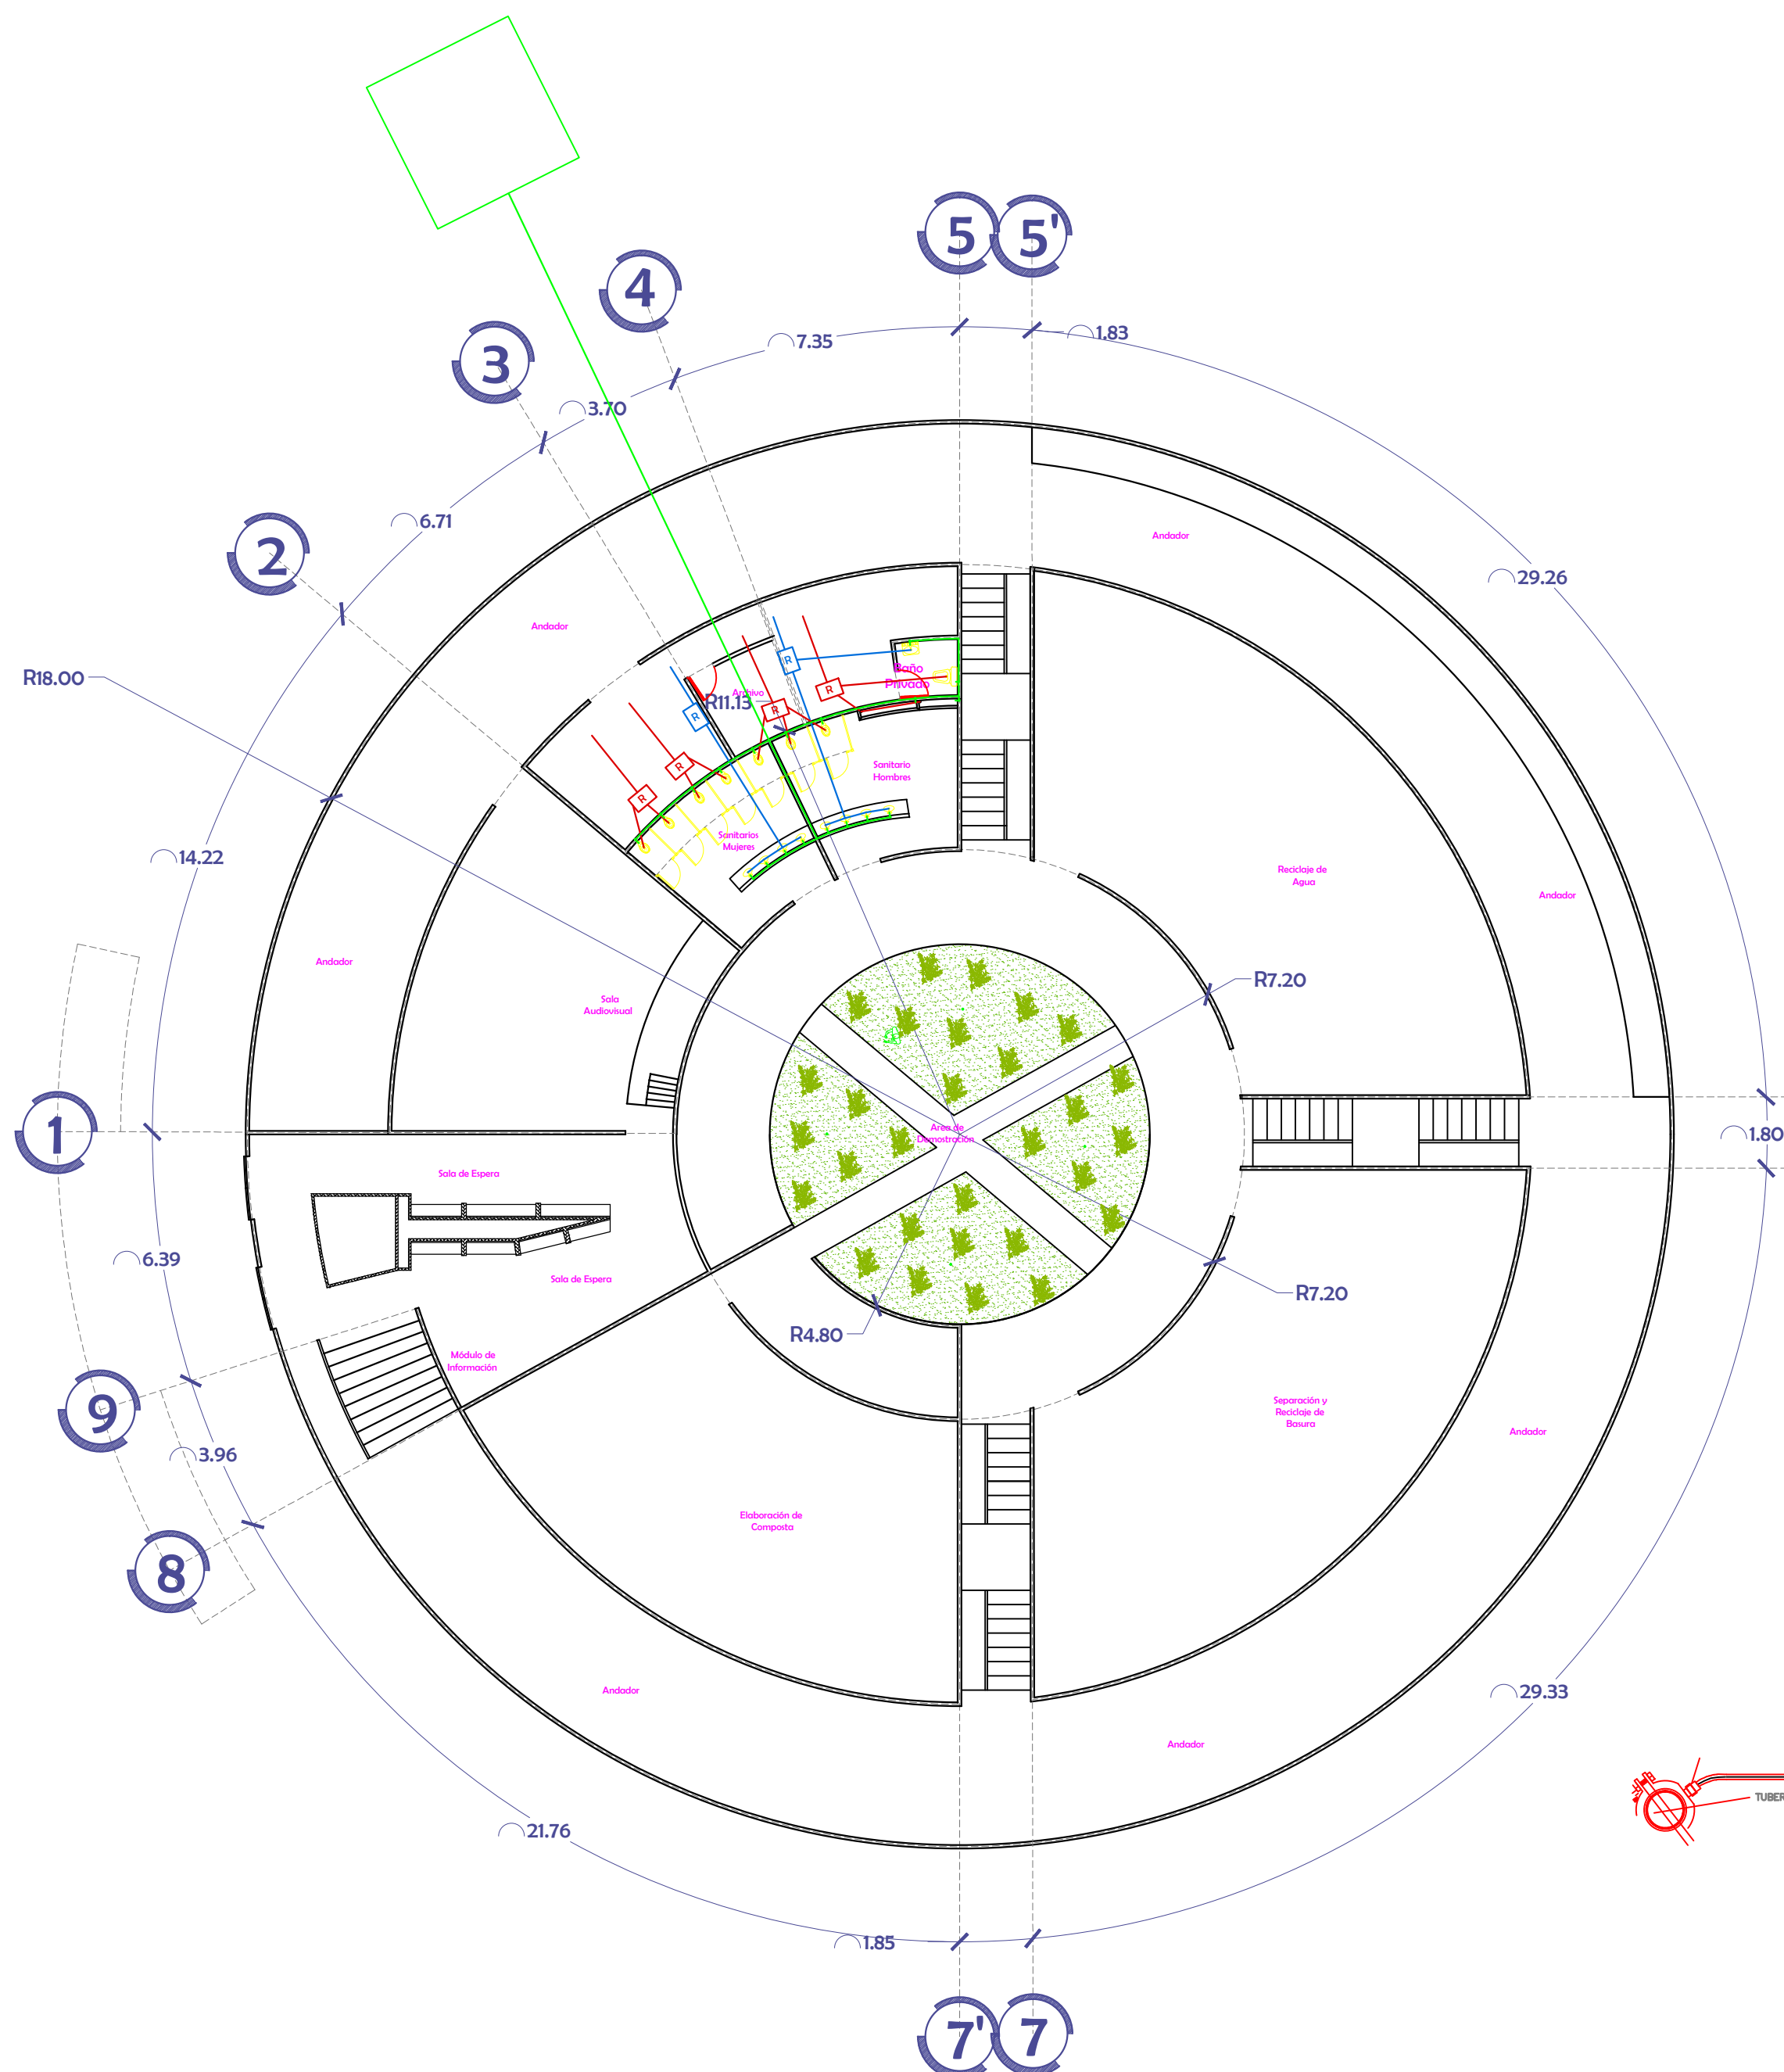 5
5'
4
3
2
7.35
1.83
3.70
6.71
29.26
R18.00
Andador
Andador
Baño
Privado
Archivo
R11.13
R
R
R
R
R
R
Sanitario
Hombres
Sanitarios
Mujeres
14.22
Reciclaje de
Agua
Andador
Andador
Sala
Audiovisual
R7.20
1
Area de
Demostración
1.80
Sala de Espera
Sala de Espera
6.39
R7.20
R4.80
Módulo de
Información
9
3.96
8
Separación y
Reciclaje de
Basura
Andador
Elaboración de
Composta
Andador
29.33
Andador
TUBER
21.76
1.85
7'
7